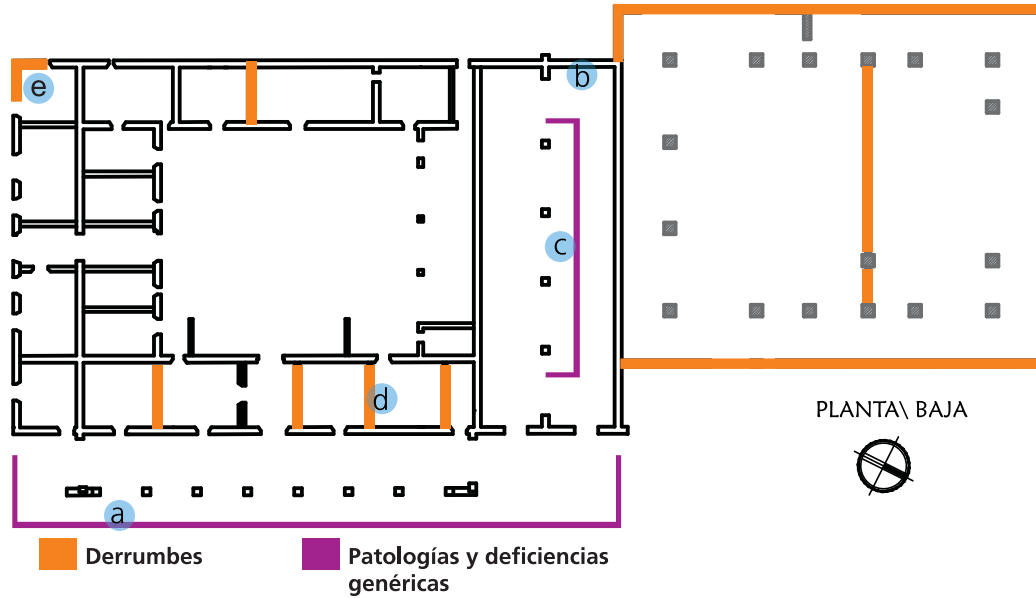 e
b
c
d
PLANTA\ BAJA
a
Derrumbes
Patologías y deficiencias
genéricas